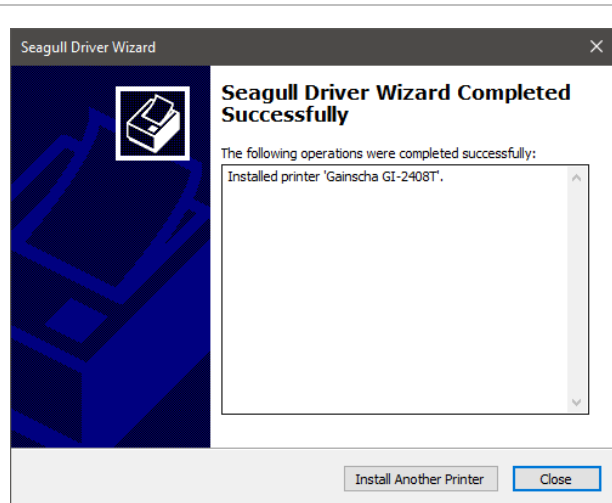 Seagull Driver Wizard
Seagull Driver Wizard Completed
Successfully
The following operations were completed successfully:
Installed printer 'Gainscha GI-2408T'.
Install Another Printer
Close